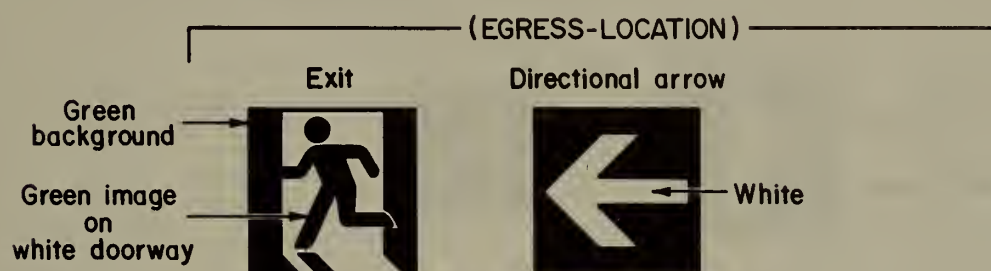 (EGRESS-LOCATION)
Exit
Directional arrow
Green
background
Green image
on
white doorway
White